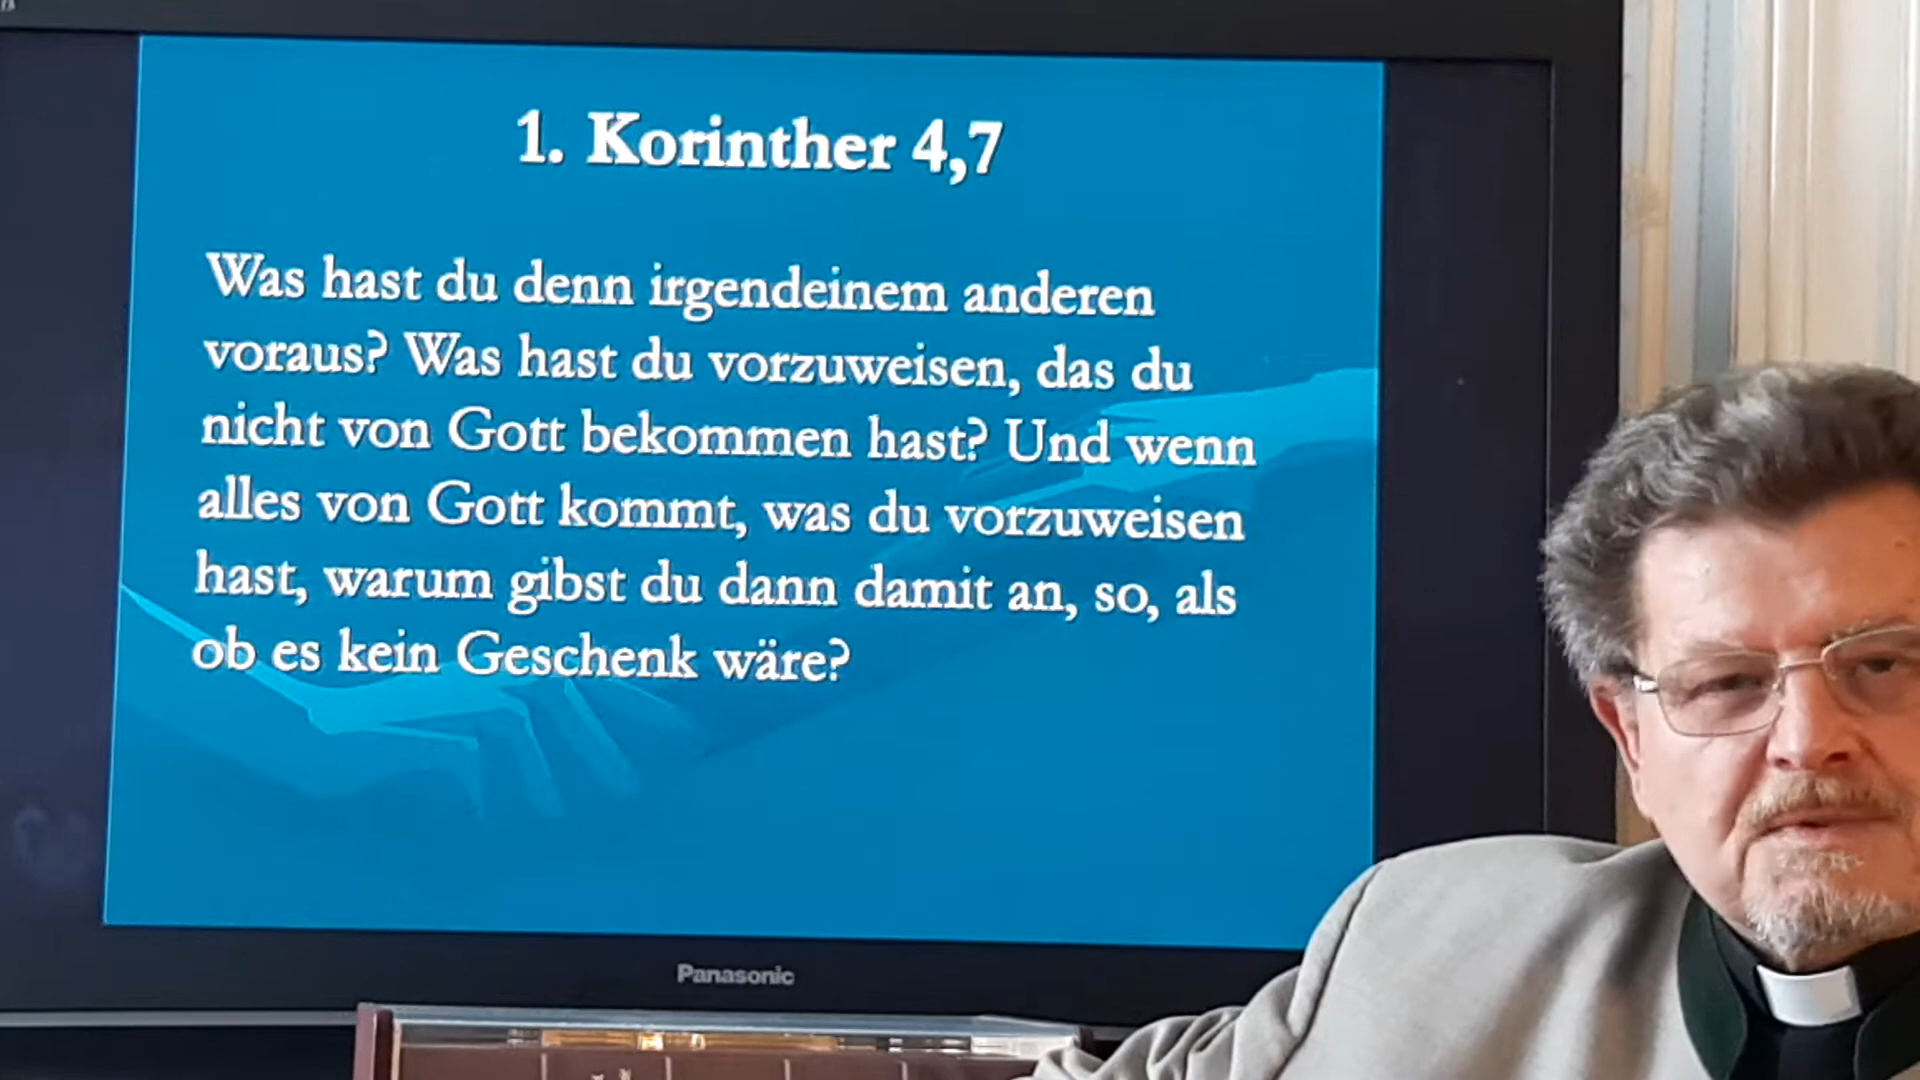 1. Korinther 4,7
Was hast du denn irgendeinem anderen
voraus? Was hast du vorzuweisen, das du
nicht von Gott bekommen hast? Und wenn
alles von Gott kommt, was du vorzuweisen
hast, warum gibst du dann damit an, so, als
ob es kein Geschenk wäre?
Panasonic